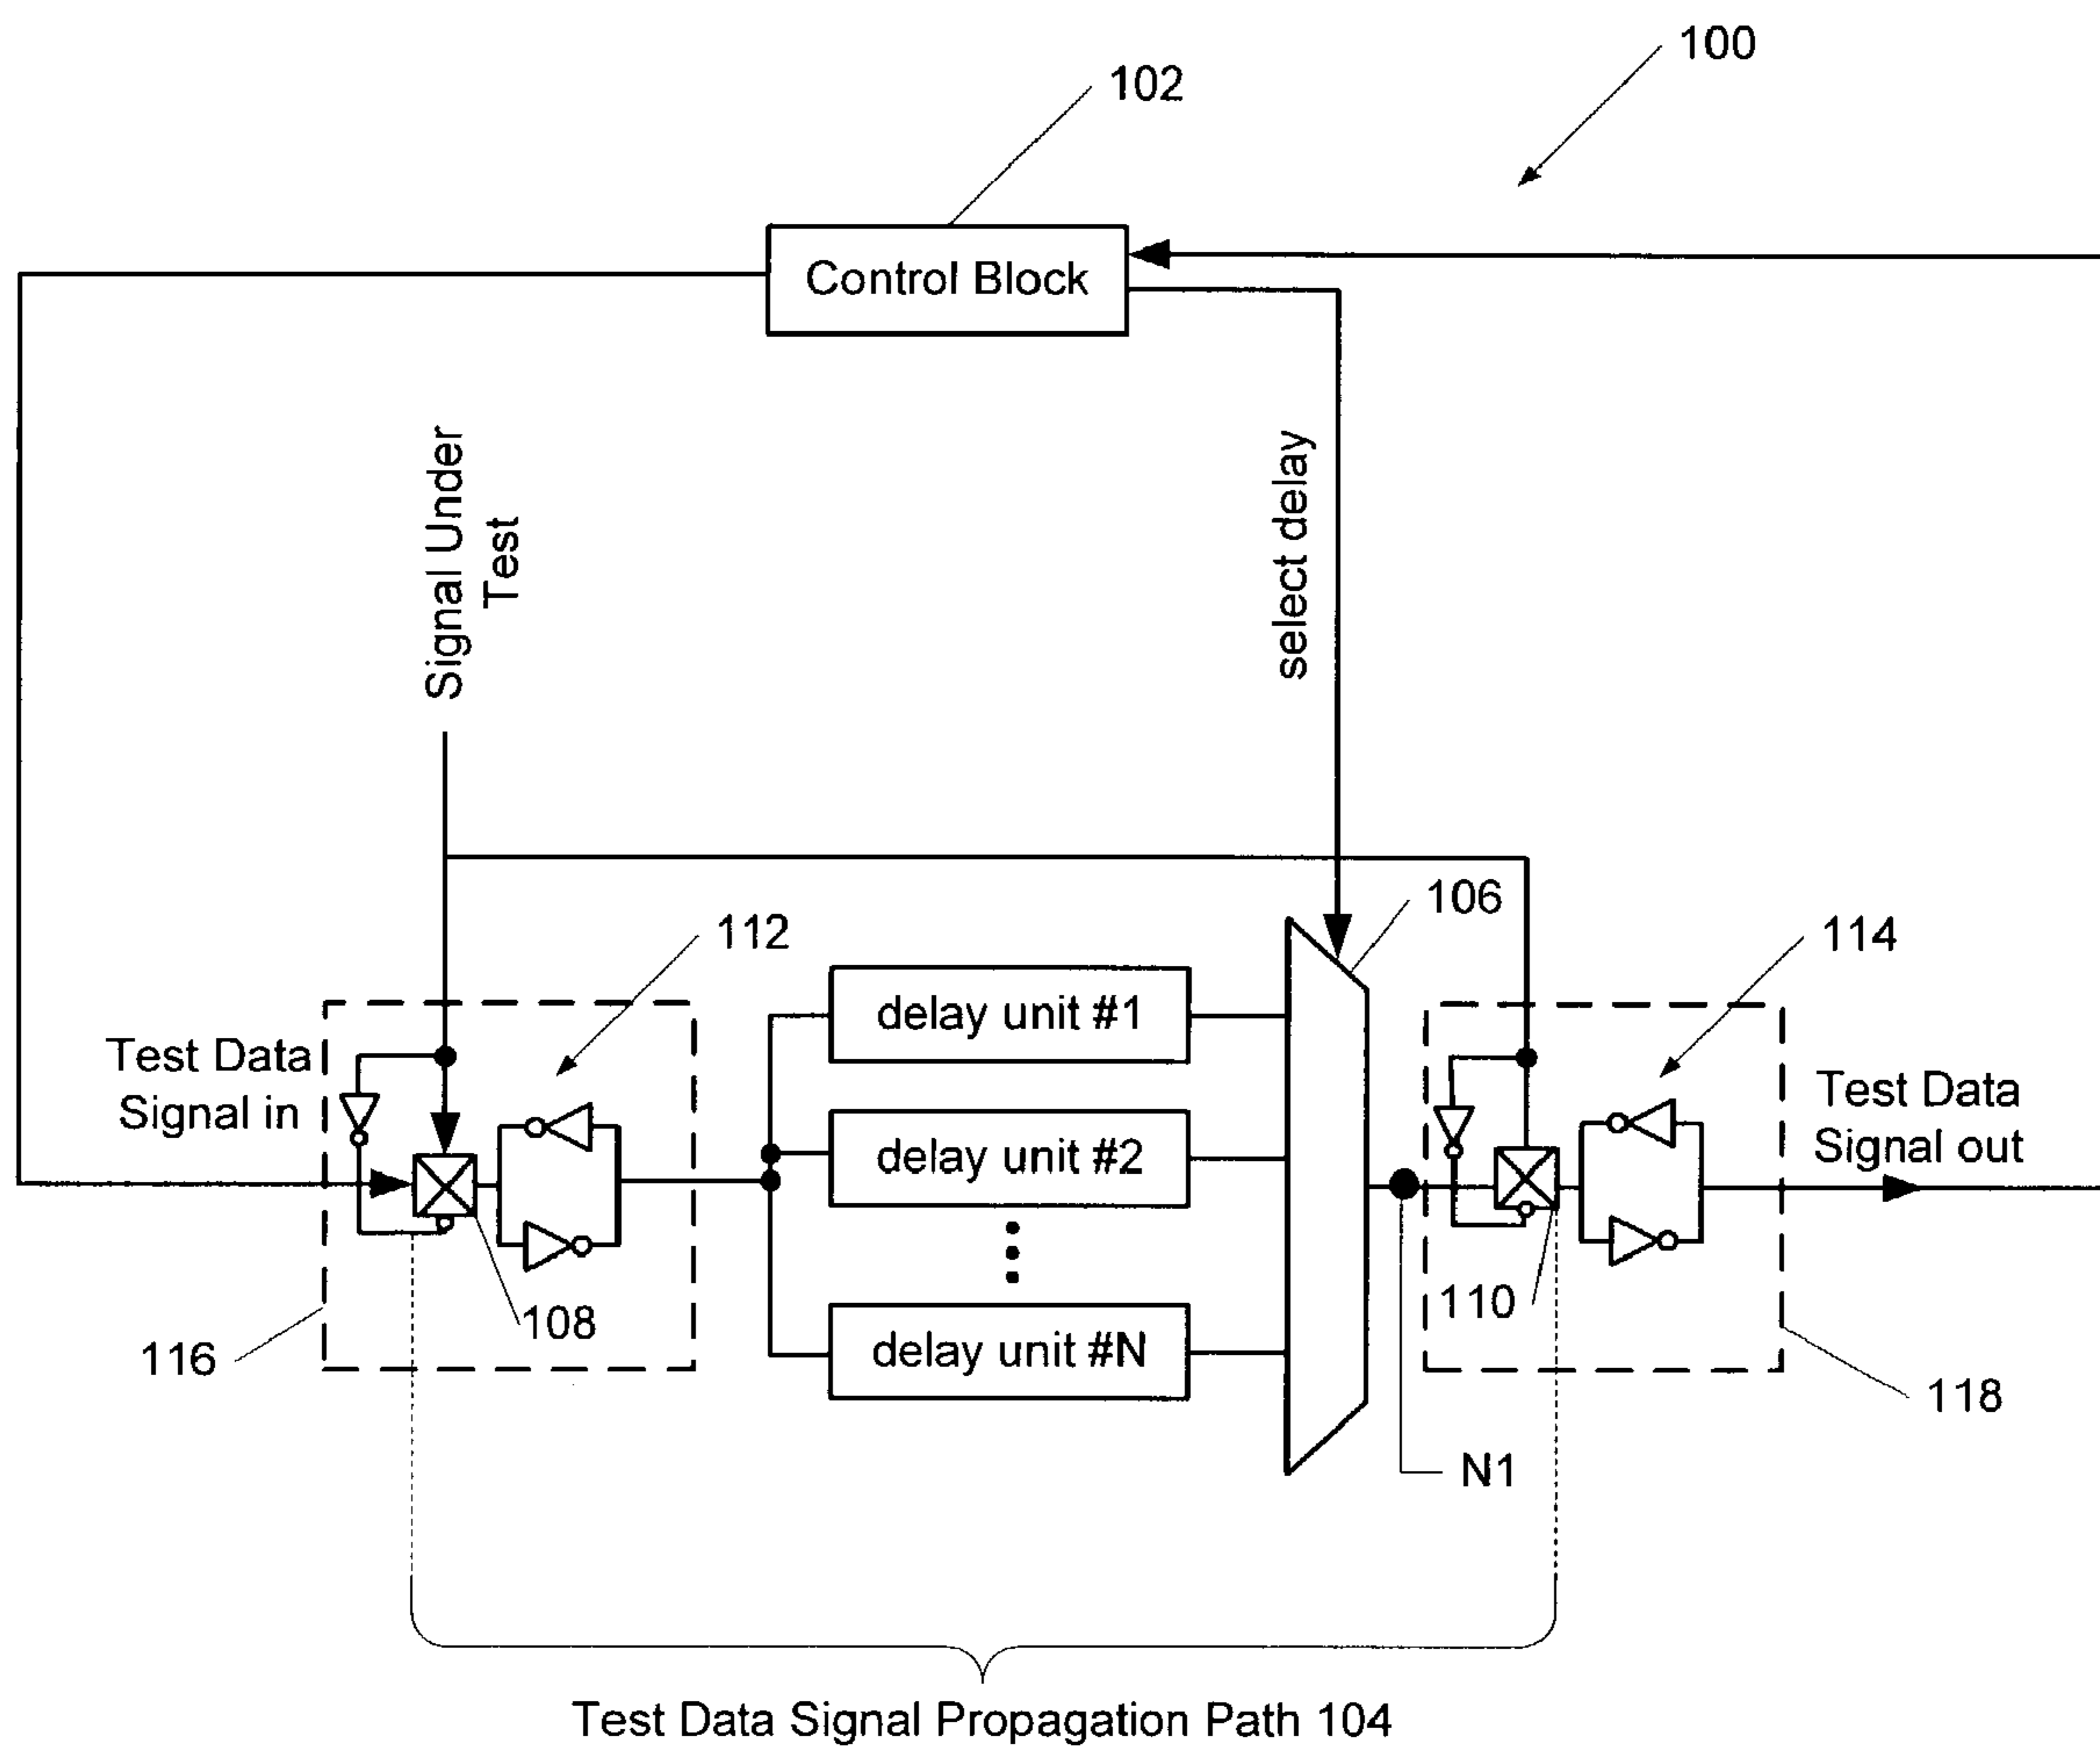 100
102
Control Block
Signal Under
Test
select delay
106
112
114
delay unit #1
Test Data
Signal in
Test Data
Signal out
delay unit #2
108
110
delay unit #N
116
118
N1
Test Data Signal Propagation Path 104